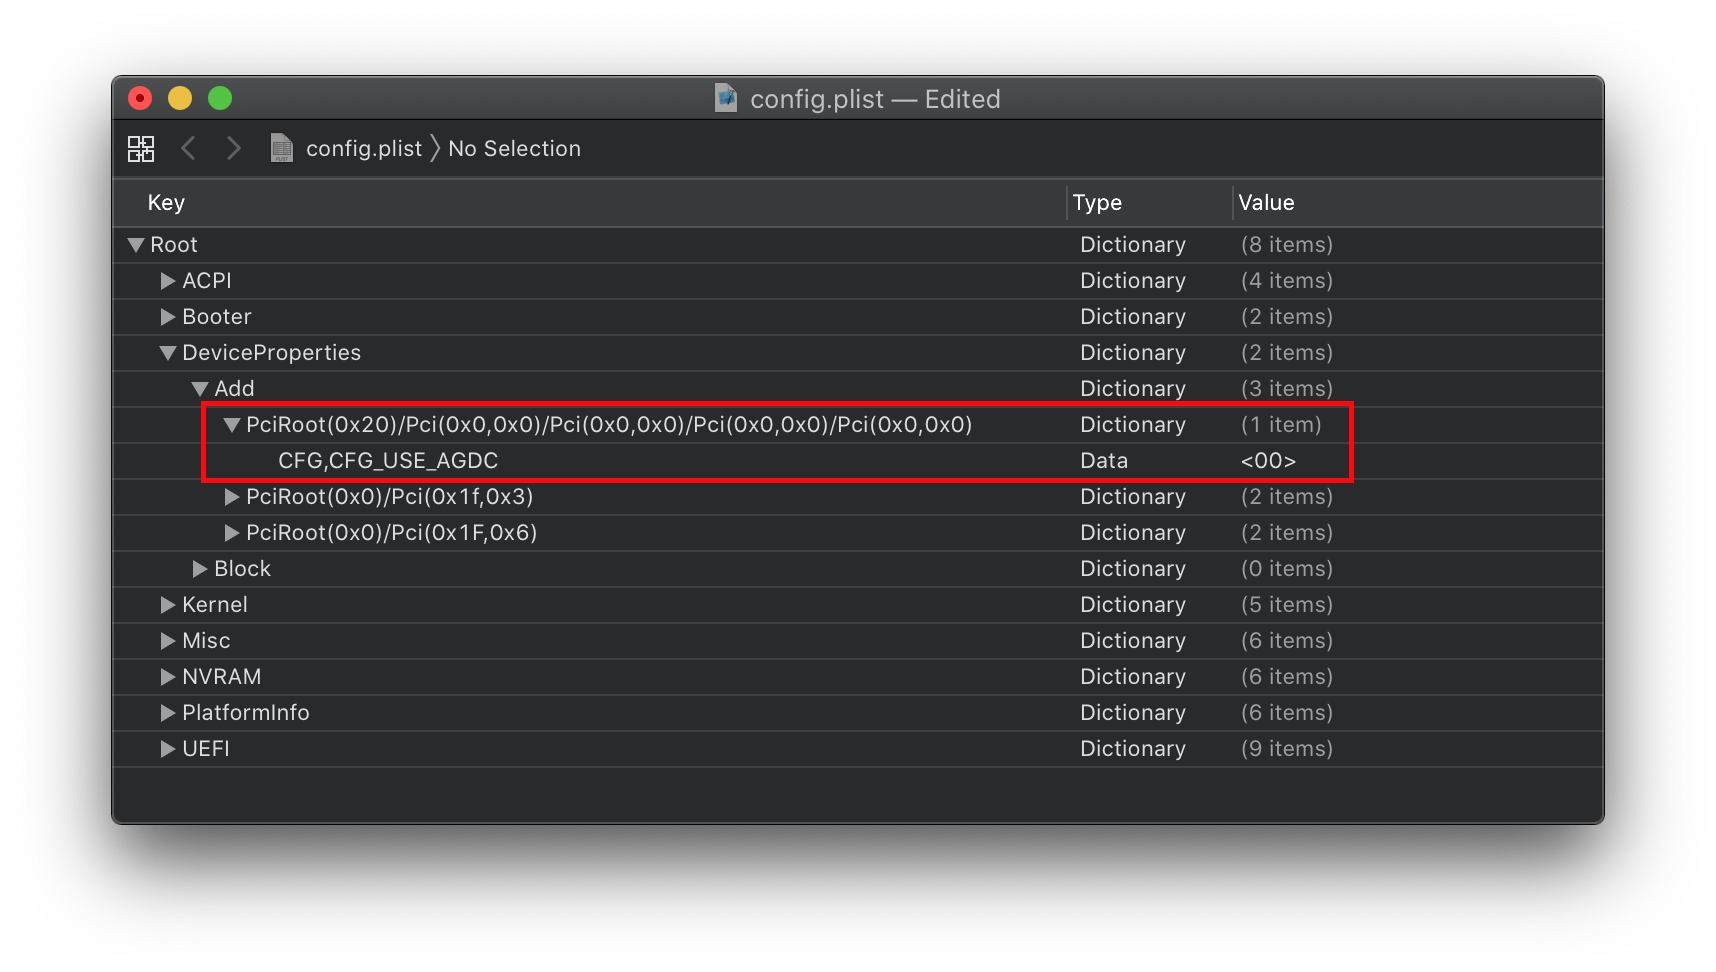 config.plist — Edited
config.plist 〉 No Selection
Key Type Value
Root Dictionary (8 items)
ACPI Dictionary (4 items)
Booter Dictionary (2 items)
DeviceProperties Dictionary (2 items)
Add Dictionary (3 items)
PciRoot(0x20)/Pci(0x0,0x0)/Pci(0x0,0x0)/Pci(0x0,0x0)/Pci(0x0,0x0) Dictionary (1 item)
CFG,CFG_USE_AGDC Data <00>
PciRoot(0x0)/Pci(0x1f,0x3) Dictionary (2 items)
PciRoot(0x0)/Pci(0x1F,0x6) Dictionary (2 items)
Block Dictionary (0 items)
Kernel Dictionary (5 items)
Misc Dictionary (6 items)
NVRAM Dictionary (6 items)
PlatformInfo Dictionary (6 items)
UEFI Dictionary (9 items)